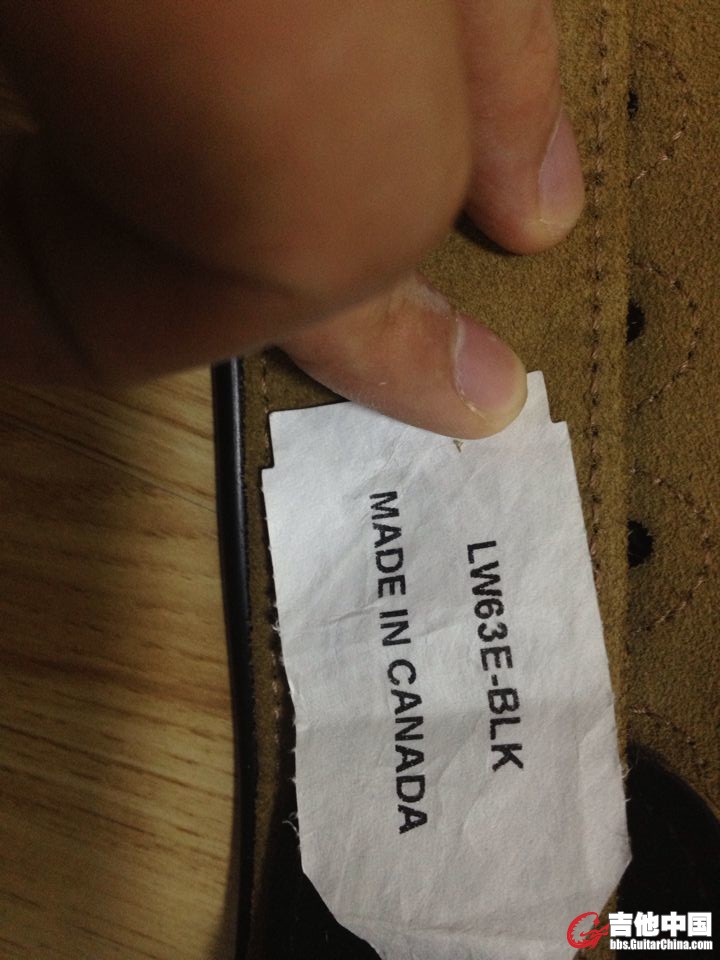 LW63E-BLK
MADE IN CANADA
吉他中国
bbs.GuitarChina.com